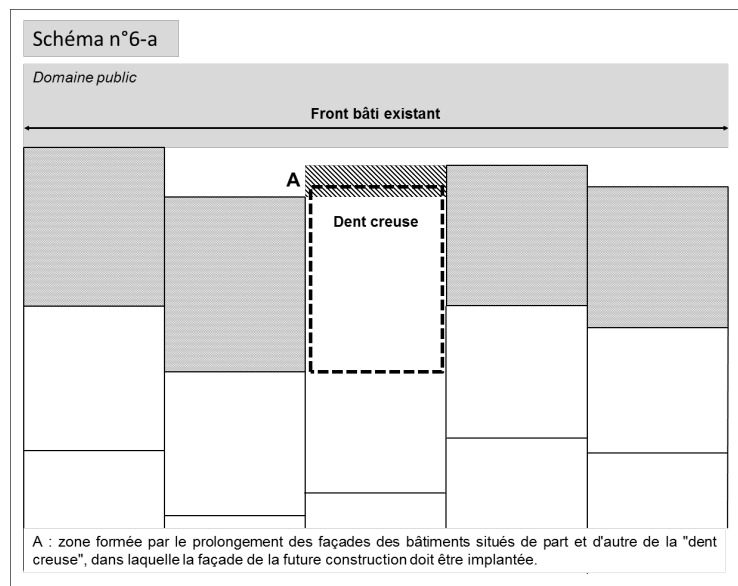 Schéma n°6-a
Domaine public
Front bâti existant
A
Dent creuse
A : zone formée par le prolongement des façades des bâtiments situés de part et d'autre de la "dent
creuse", dans laquelle la façade de la future construction doit être implantée.